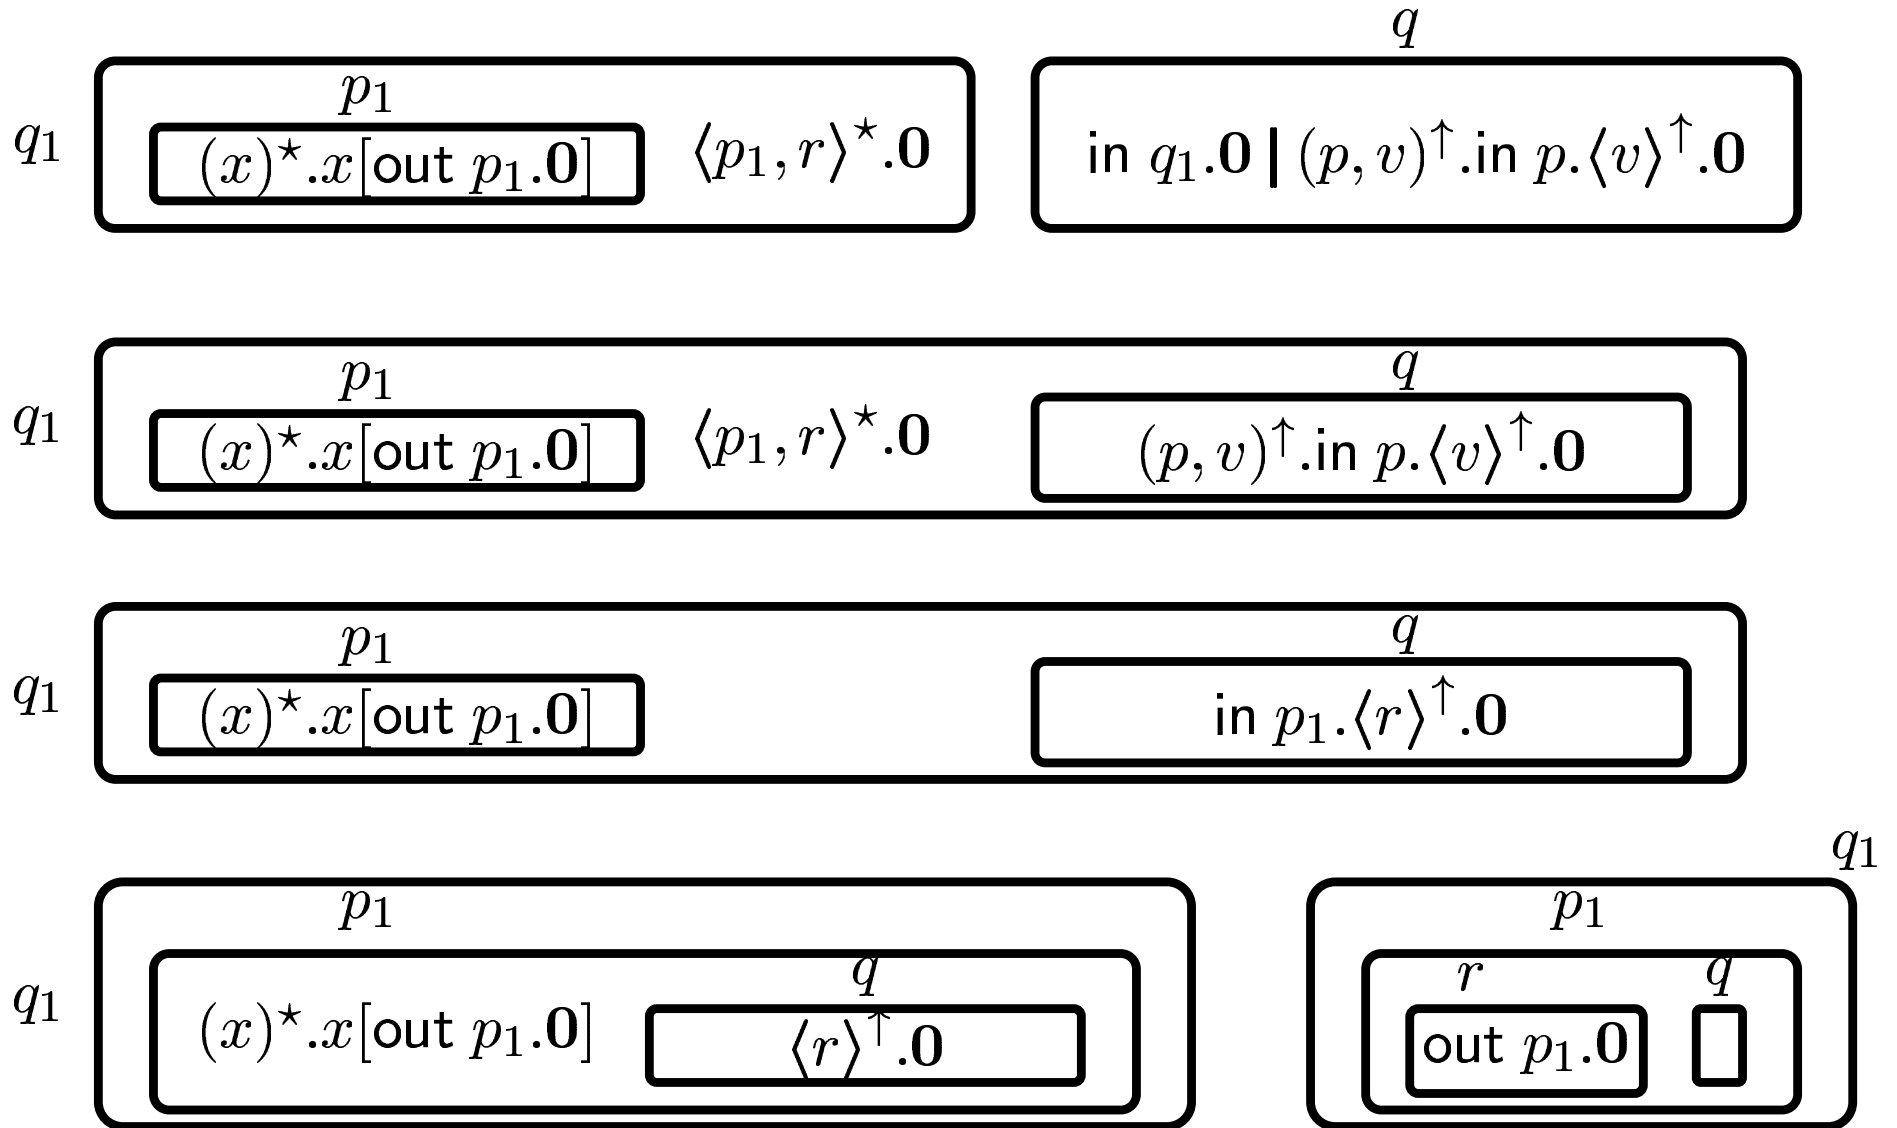 q
p₁
q₁ (x)⋆.x[out p₁.0] ⟨p₁, r⟩⋆.0 in q₁.0 | (p, v)↑.in p.⟨v⟩↑.0
p₁ q
q₁ (x)⋆.x[out p₁.0] ⟨p₁, r⟩⋆.0 (p, v)↑.in p.⟨v⟩↑.0
p₁ q
q₁ (x)⋆.x[out p₁.0] in p₁.⟨r⟩↑.0
q₁
p₁ p₁
q r q
q₁ (x)⋆.x[out p₁.0] ⟨r⟩↑.0 out p₁.0